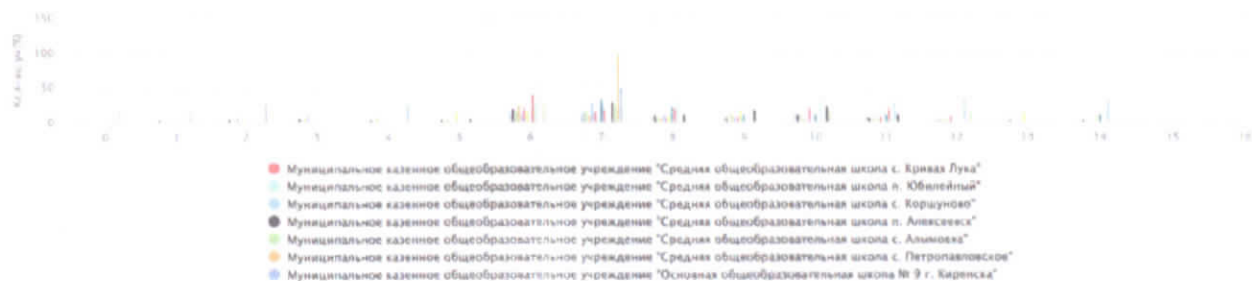 150
100
50
0
0 1 2 3 4 5 6 7 8 9 10 11 12 13 14 15 16
Муниципальное казенное общеобразовательное учреждение "Средняя общеобразовательная школа с. Кривая Лука"
Муниципальное казенное общеобразовательное учреждение "Средняя общеобразовательная школа п. Юбилейный"
Муниципальное казенное общеобразовательное учреждение "Средняя общеобразовательная школа с. Коршуново"
Муниципальное казенное общеобразовательное учреждение "Средняя общеобразовательная школа п. Алексеевск"
Муниципальное казенное общеобразовательное учреждение "Средняя общеобразовательная школа с. Алымовка"
Муниципальное казенное общеобразовательное учреждение "Средняя общеобразовательная школа с. Петропавловское"
Муниципальное казенное общеобразовательное учреждение "Основная общеобразовательная школа № 9 г. Киренска"